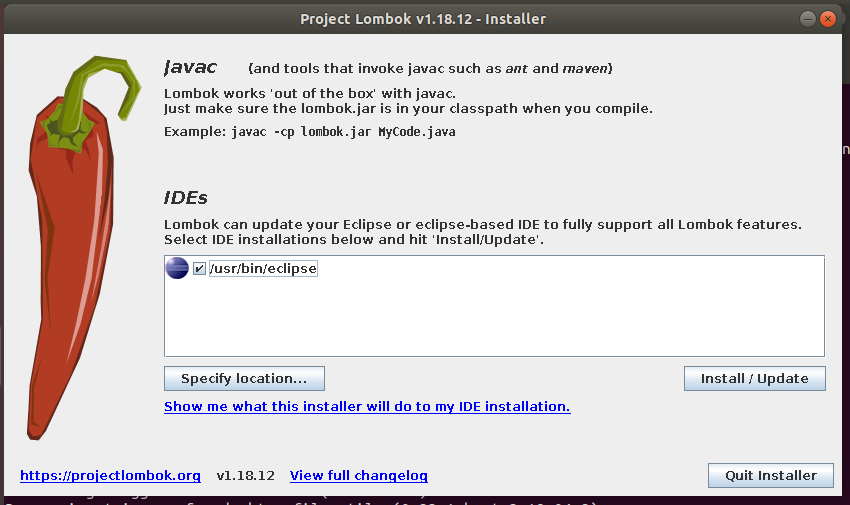 Project Lombok v1.18.12 - Installer
Javac (and tools that invoke javac such as ant and maven)
Lombok works 'out of the box' with javac.
Just make sure the lombok.jar is in your classpath when you compile.
Example: javac -cp lombok.jar MyCode.java
IDEs
Lombok can update your Eclipse or eclipse-based IDE to fully support all Lombok features.
Select IDE installations below and hit 'Install/Update'.
/usr/bin/eclipse
Specify location...
Install / Update
Show me what this installer will do to my IDE installation.
https://projectlombok.org v1.18.12 View full changelog
Quit Installer